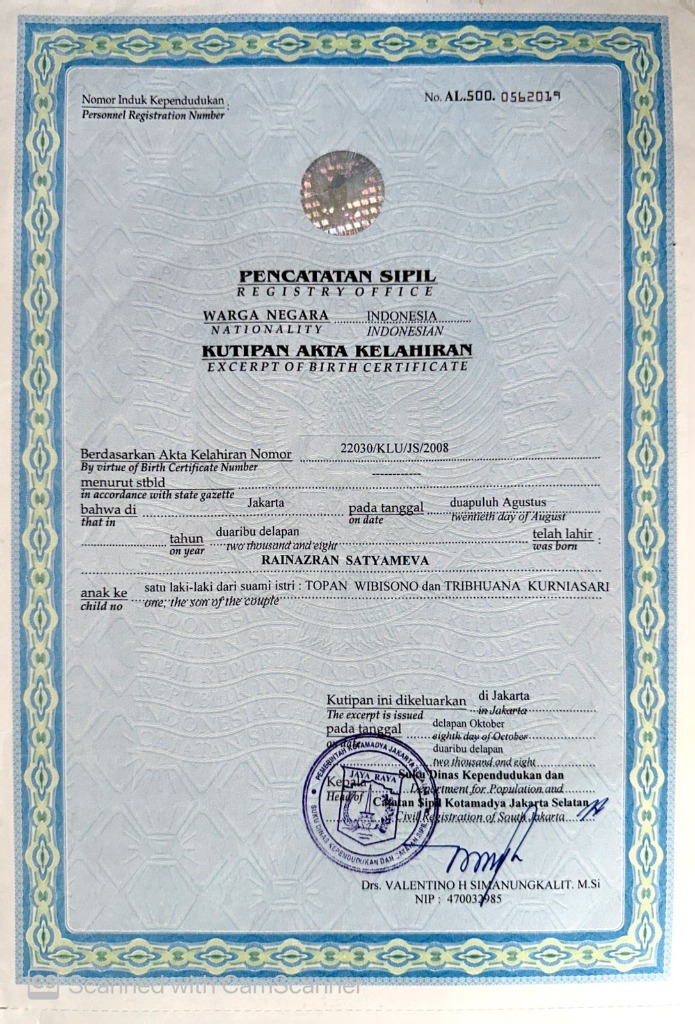 Nomor Induk Kependudukan :
Personnel Registration Number
No. AL.500. 0562019
PENCATATAN SIPIL
REGISTRY OFFICE
WARGA NEGARA INDONESIA
NATIONALITY INDONESIAN
KUTIPAN AKTA KELAHIRAN
EXCERPT OF BIRTH CERTIFICATE
Berdasarkan Akta Kelahiran Nomor 22030/KLU/JS/2008
By virtue of Birth Certificate Number
menurut stbld ------------
in accordance with state gazette
bahwa di Jakarta pada tanggal duapuluh Agustus
that in on date twentieth day of August
tahun duaribu delapan telah lahir :
on year two thousand and eight was born
RAINAZRAN SATYAMEVA
anak ke satu laki-laki dari suami istri : TOPAN WIBISONO dan TRIBHUANA KURNIASARI
child no one; the son of the couple
Kutipan ini dikeluarkan di Jakarta
The excerpt is issued in Jakarta
pada tanggal delapan Oktober
on date eighth day of October
duaribu delapan
two thousand and eight
Kepala Suku Dinas Kependudukan dan
Head of Department for Population and
Catatan Sipil Kotamadya Jakarta Selatan
Civil Registration of South Jakarta
PEMERINTAH KOTAMADYA JAKARTA
JAYA RAYA
SUKU DINAS KEPENDUDUKAN DAN CATATAN SIPIL
Drs. VALENTINO H SIMANUNGKALIT. M.Si
NIP : 470032985
Scanned with CamScanner